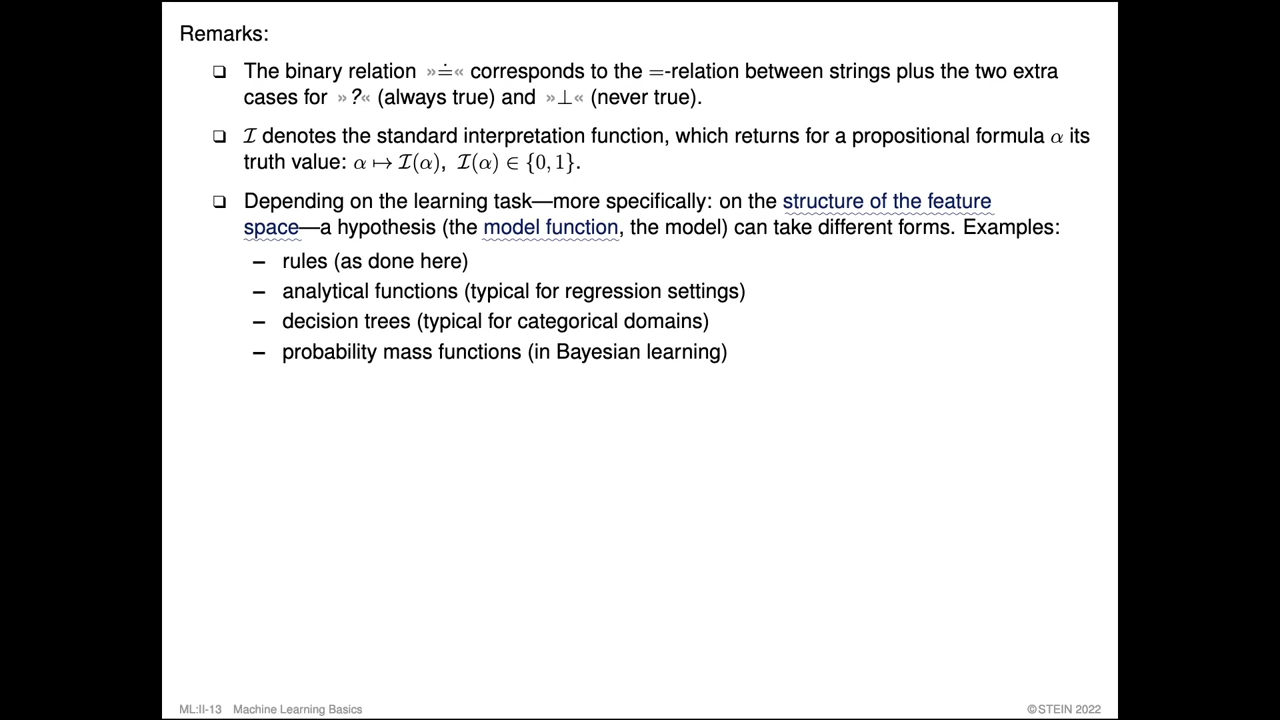 Remarks:
❑ The binary relation »≐« corresponds to the =-relation between strings plus the two extra
cases for »?« (always true) and »⊥« (never true).
❑ ℐ denotes the standard interpretation function, which returns for a propositional formula α its
truth value: α ↦ ℐ(α), ℐ(α) ∈ {0, 1}.
❑ Depending on the learning task—more specifically: on the structure of the feature
space—a hypothesis (the model function, the model) can take different forms. Examples:
– rules (as done here)
– analytical functions (typical for regression settings)
– decision trees (typical for categorical domains)
– probability mass functions (in Bayesian learning)
ML:II-13 Machine Learning Basics ©STEIN 2022